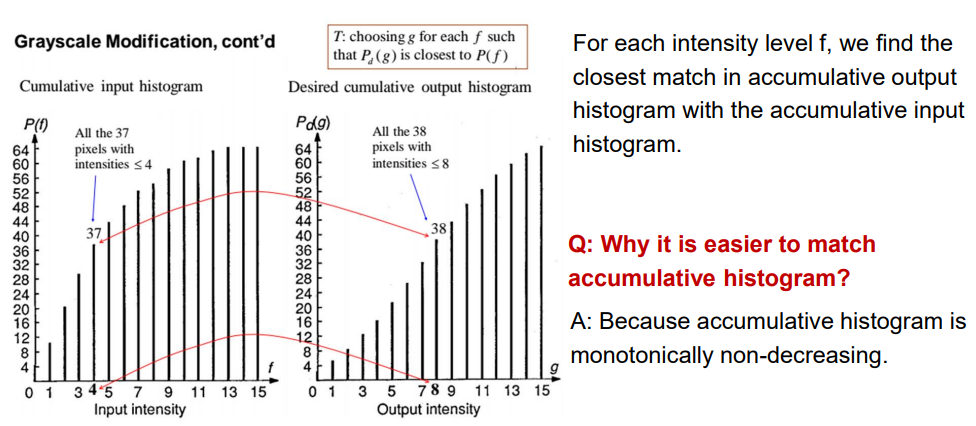 Grayscale Modification, cont'd
T: choosing g for each f such
that Pd(g) is closest to P(f)
Cumulative input histogram
Desired cumulative output histogram
P(f)
All the 37
pixels with
intensities ≤ 4
37
64
60
56
52
48
44
40
36
32
28
24
20
16
12
8
4
f
0 1 3 4 5 7 9 11 13 15
Input intensity
Pd(g)
All the 38
pixels with
intensities ≤ 8
38
64
60
56
52
48
44
40
36
32
28
24
20
16
12
8
4
g
0 1 3 5 7 8 9 11 13 15
Output intensity
For each intensity level f, we find the
closest match in accumulative output
histogram with the accumulative input
histogram.
Q: Why it is easier to match
accumulative histogram?
A: Because accumulative histogram is
monotonically non-decreasing.